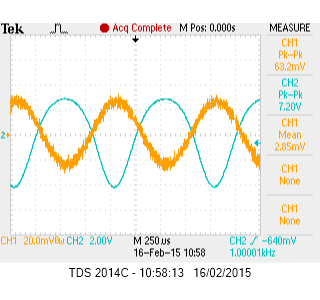 Tek Acq Complete M Pos: 0.000s MEASURE
CH1
Pk-Pk
63.2mV
CH2
Pk-Pk
7.20V
CH1
Mean
2.85mV
CH1
None
CH1
None
2
CH1 20.0mVBW CH2 2.00V M 250µs CH2 -640mV
16-Feb-15 10:58 1.00001kHz
TDS 2014C - 10:58:13 16/02/2015